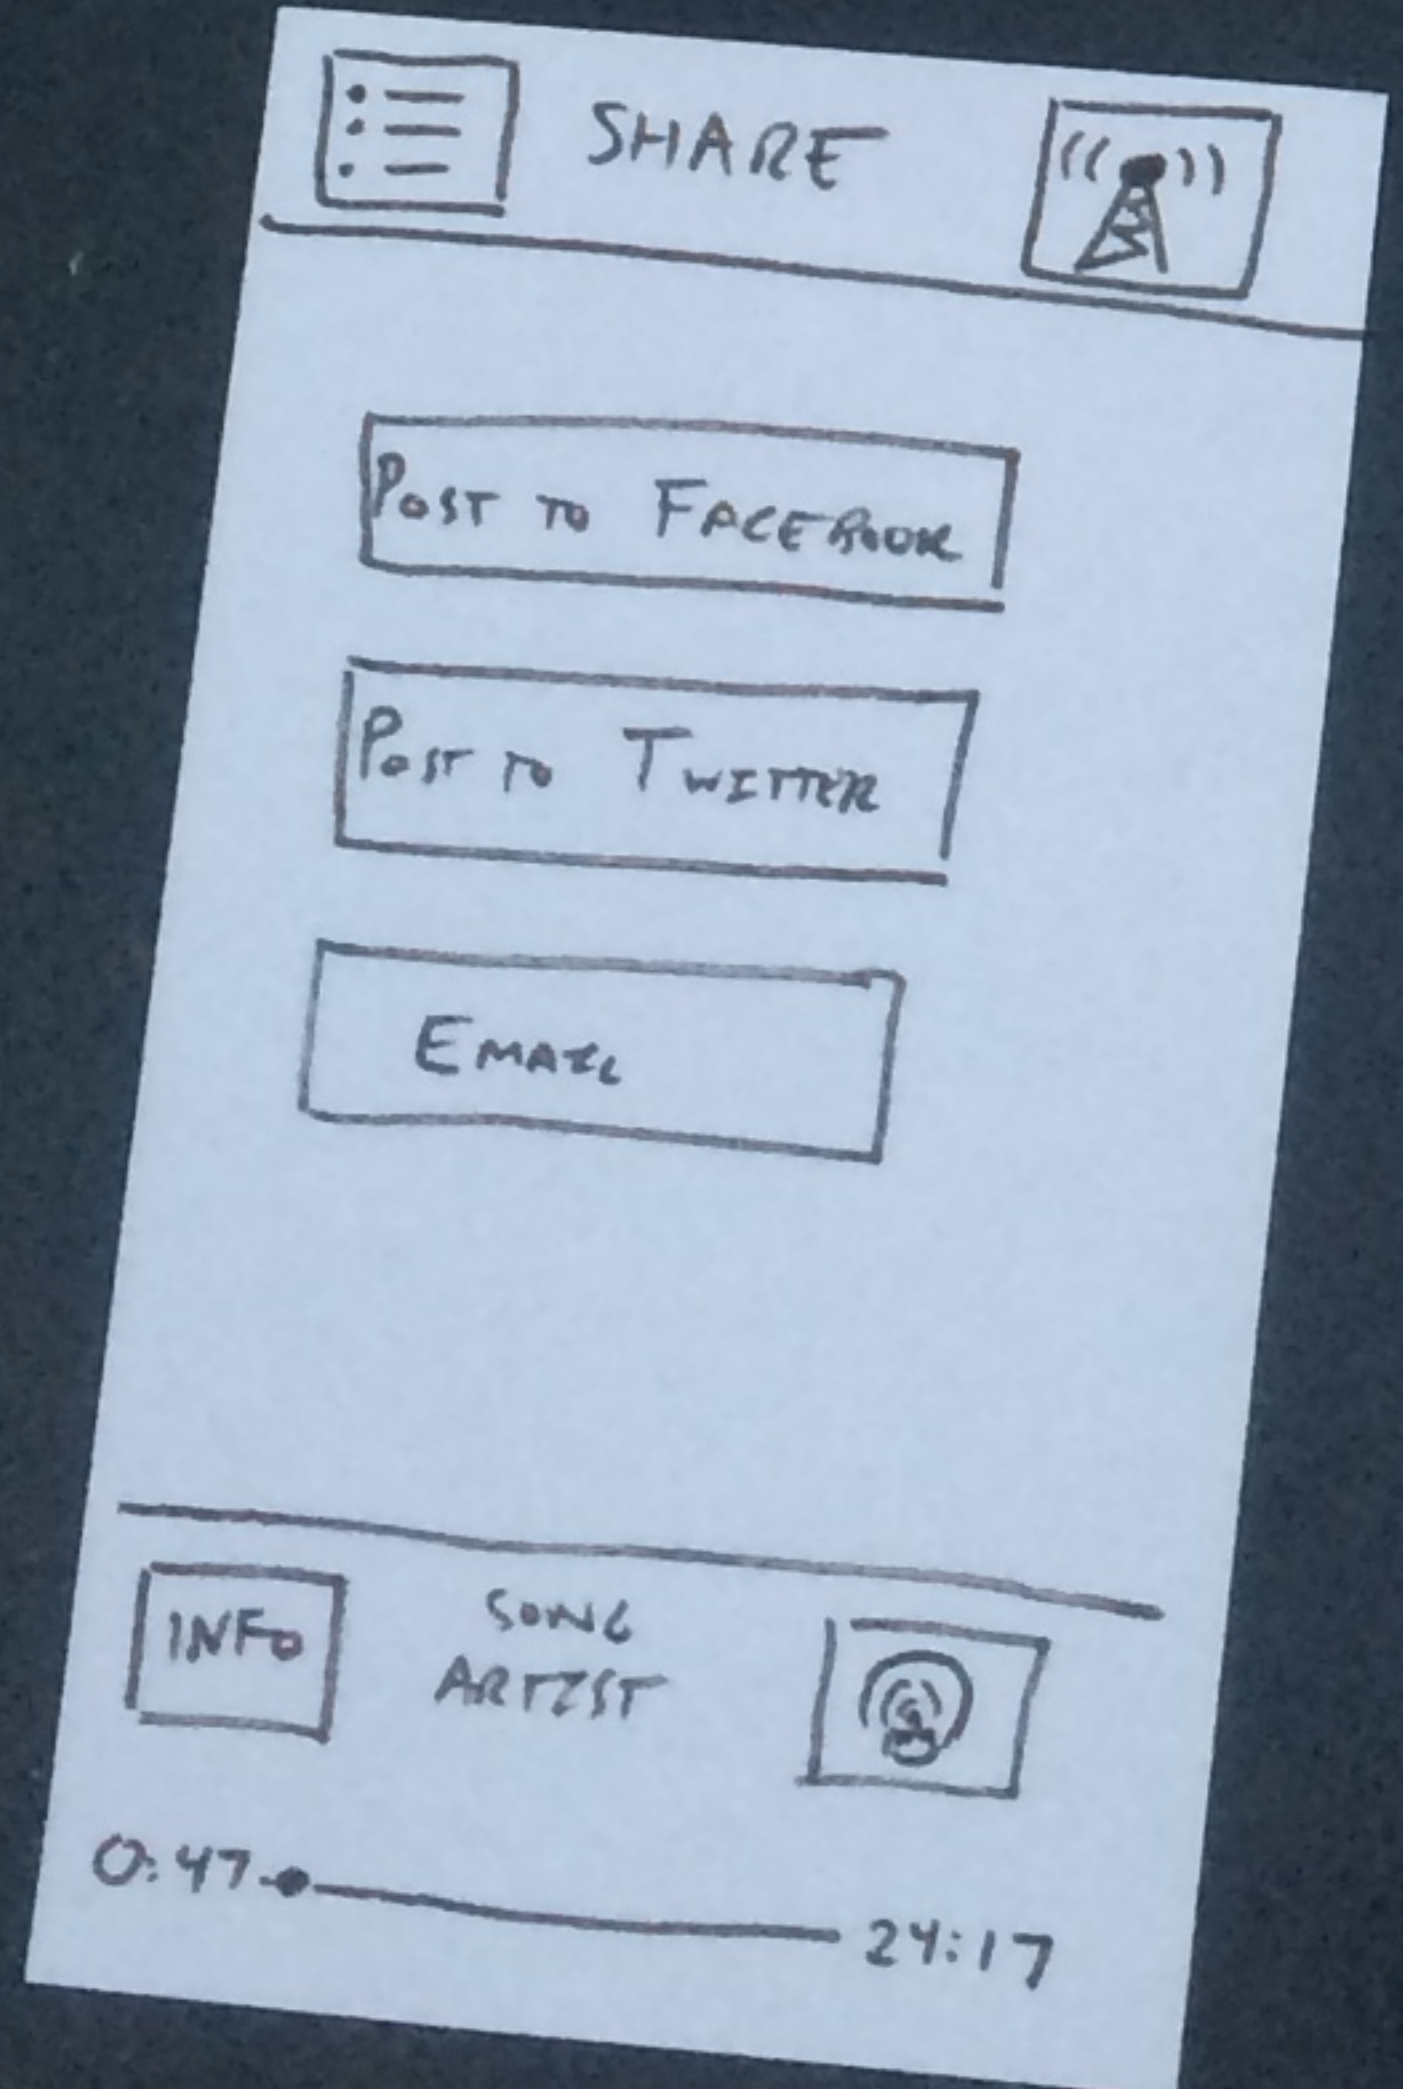 SHARE
POST TO FACEBOOK
POST TO TWITTER
EMAIL
INFO
SONG
ARTIST
0:47
24:17